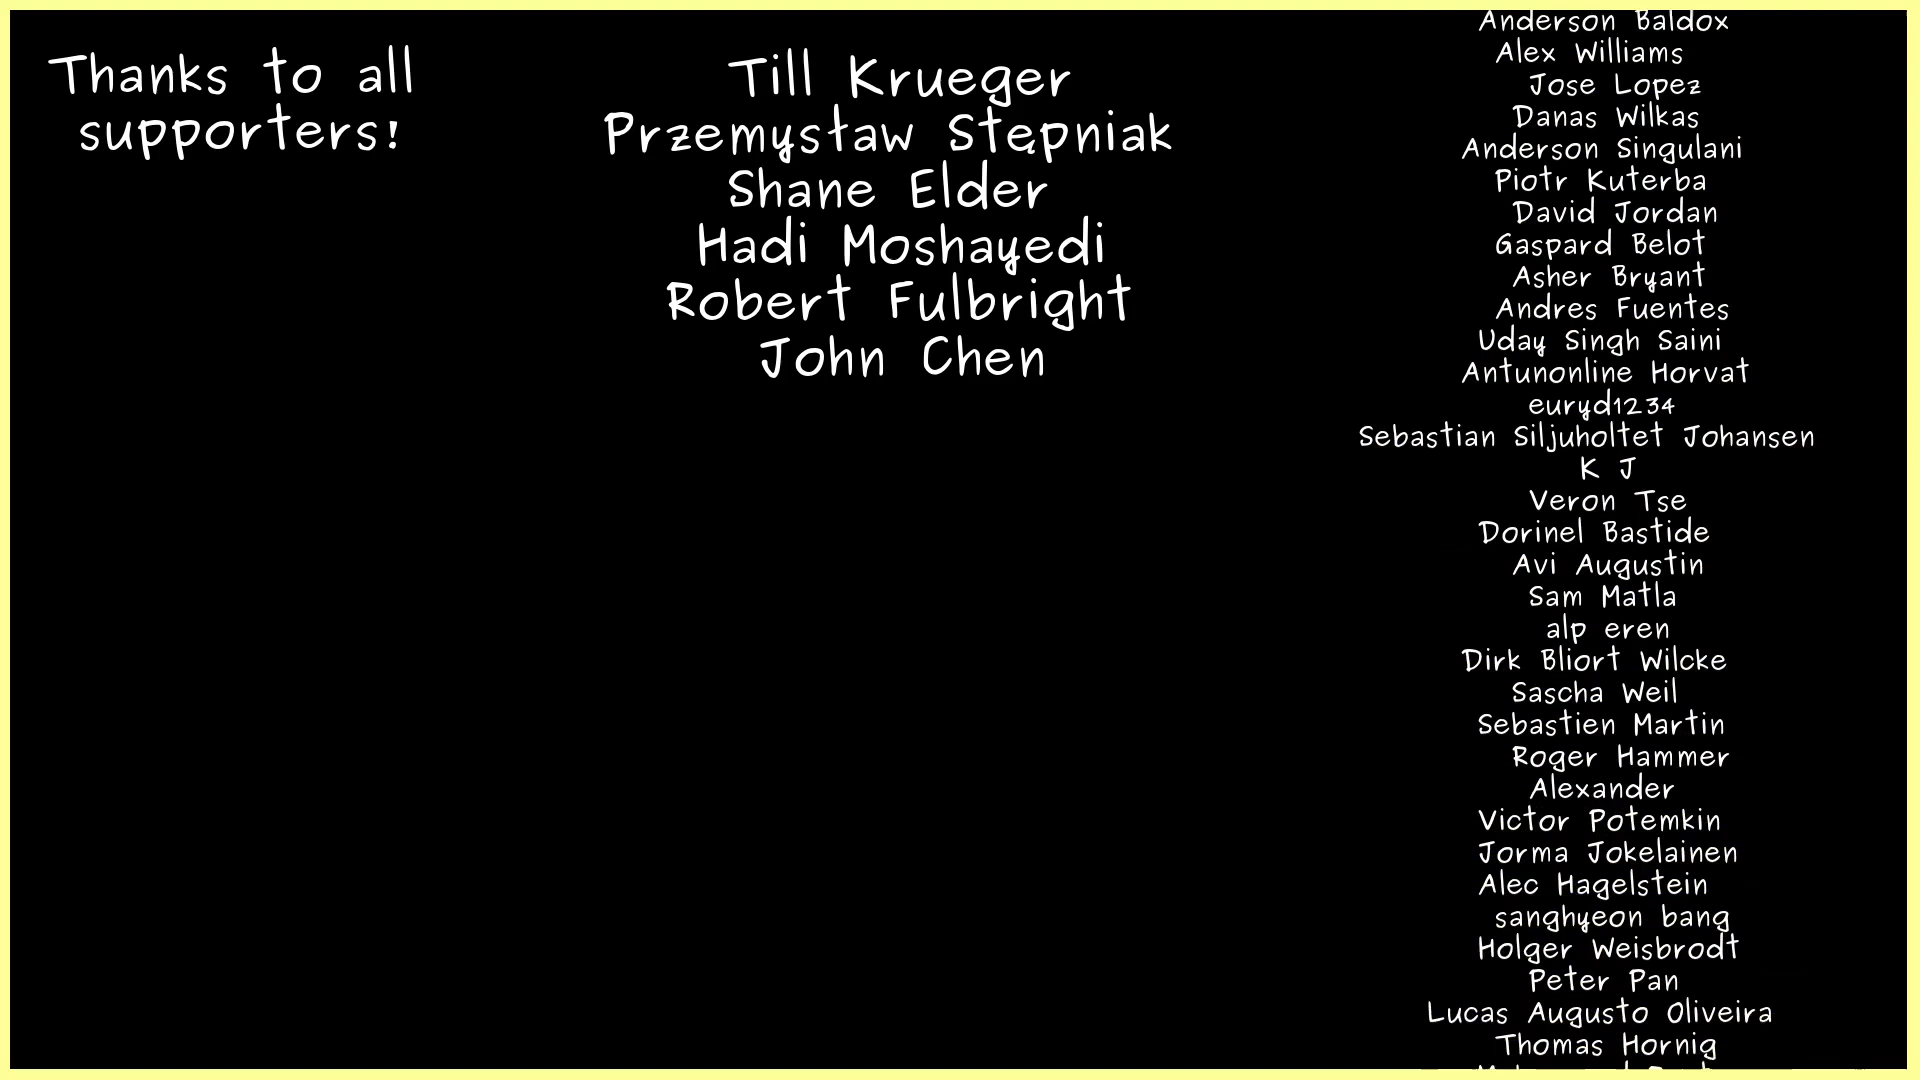 Thanks to all
supporters!
Till Krueger
Przemysław Stępniak
Shane Elder
Hadi Moshayedi
Robert Fulbright
John Chen
Anderson Baldox
Alex Williams
Jose Lopez
Danas Wilkas
Anderson Singulani
Piotr Kuterba
David Jordan
Gaspard Belot
Asher Bryant
Andres Fuentes
Uday Singh Saini
Antunonline Horvat
euryd1234
Sebastian Siljuholtet Johansen
K J
Veron Tse
Dorinel Bastide
Avi Augustin
Sam Matla
alp eren
Dirk Bliort Wilcke
Sascha Weil
Sebastien Martin
Roger Hammer
Alexander
Victor Potemkin
Jorma Jokelainen
Alec Hagelstein
sanghyeon bang
Holger Weisbrodt
Peter Pan
Lucas Augusto Oliveira
Thomas Hornig